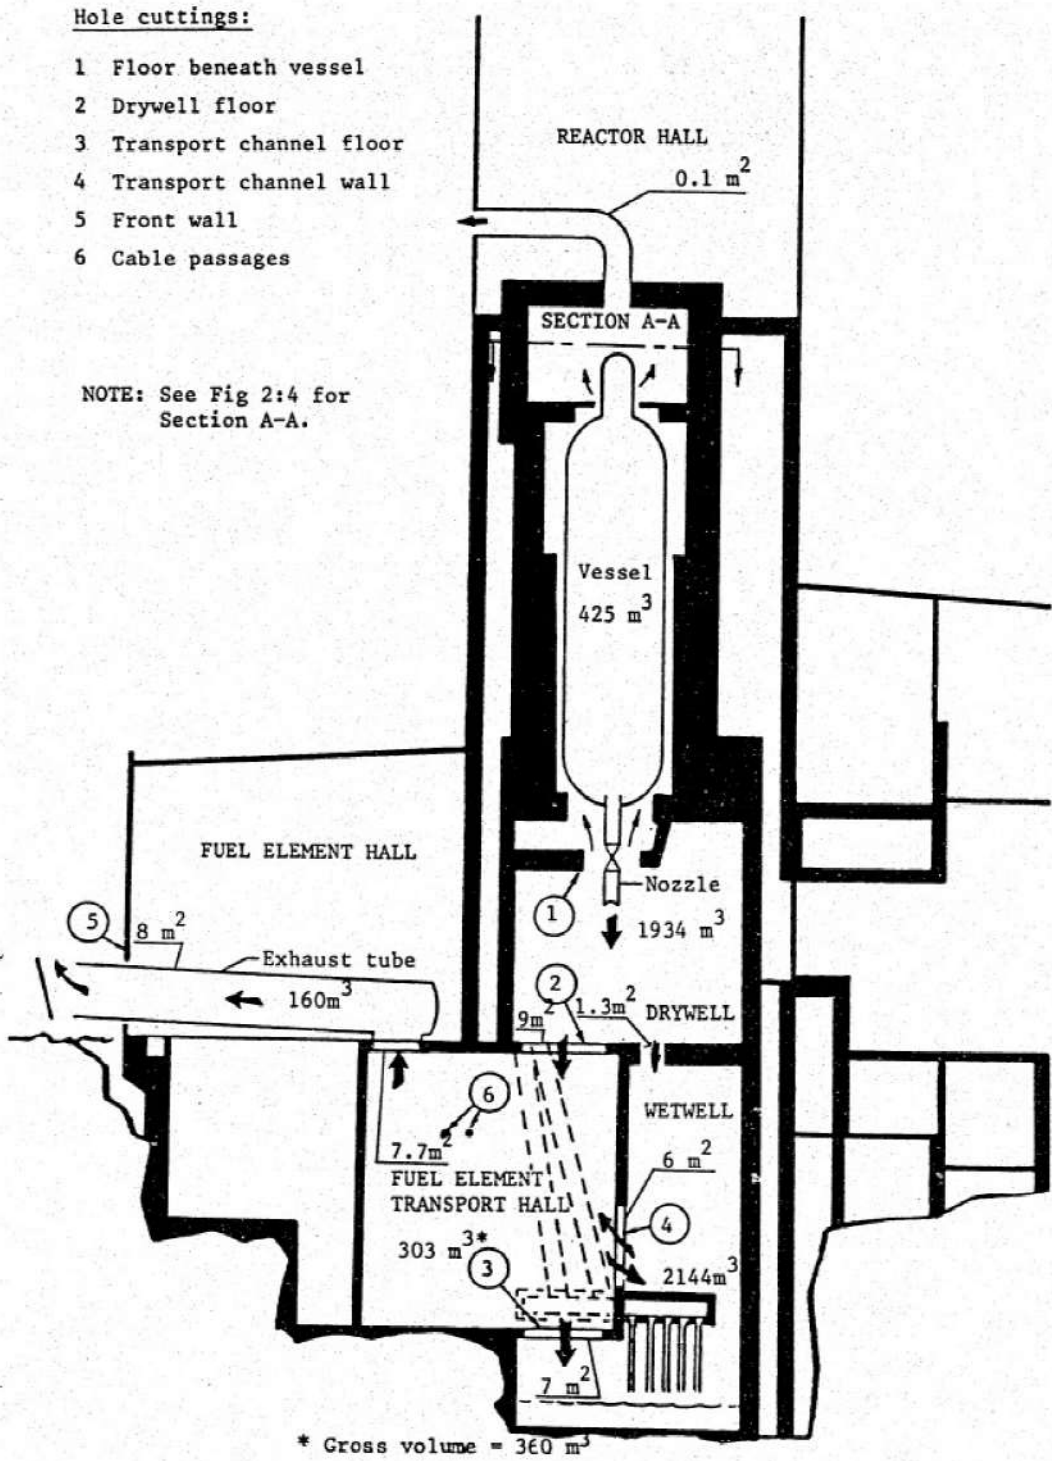 Hole cuttings:
1 Floor beneath vessel
2 Drywell floor
3 Transport channel floor
4 Transport channel wall
5 Front wall
6 Cable passages
REACTOR HALL
0.1 m²
SECTION A-A
NOTE: See Fig 2:4 for
Section A-A.
Vessel
425 m³
FUEL ELEMENT HALL
Nozzle
1
1934 m³
5
8 m²
Exhaust tube
160m³
2
9m²
1.3m²
DRYWELL
6
WETWELL
7.7m²
6 m²
FUEL ELEMENT
TRANSPORT HALL
4
303 m³*
3
2144m³
7 m²
* Gross volume = 360 m³